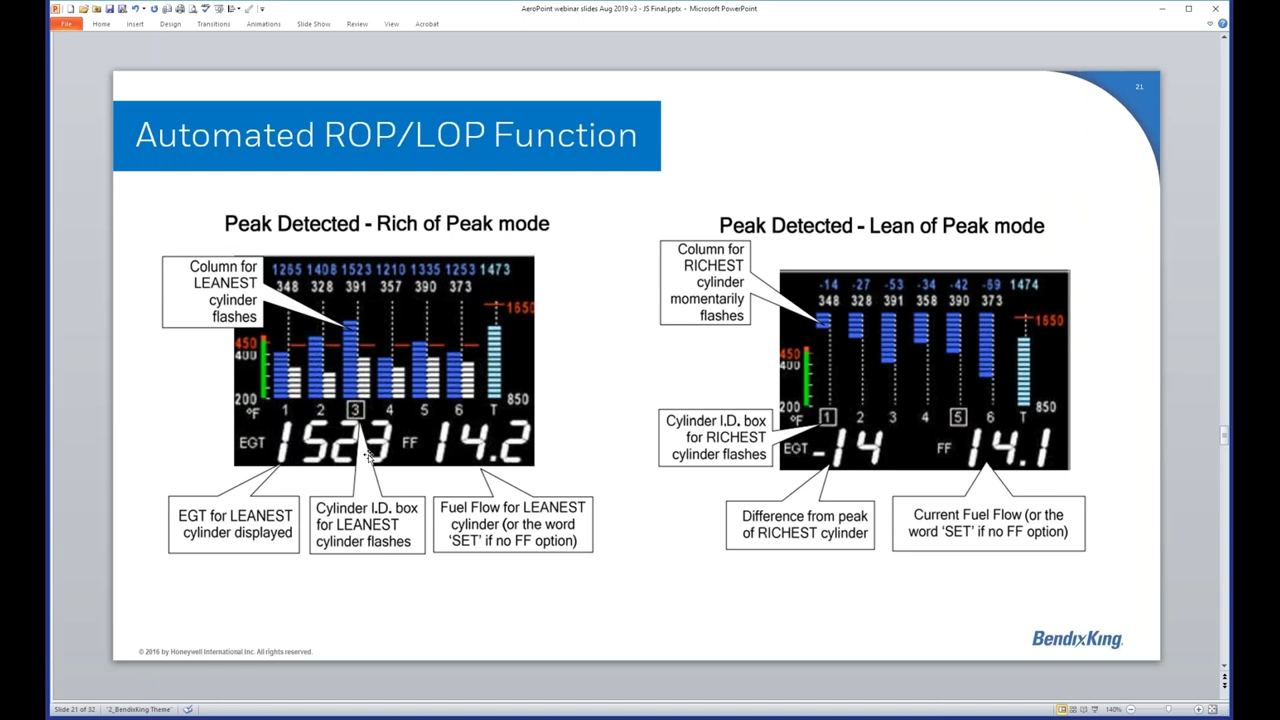 AeroPoint webinar slides Aug 2019 v3 - JS Final.pptx - Microsoft PowerPoint
File Home Insert Design Transitions Animations Slide Show Review View Acrobat
21
Automated ROP/LOP Function
Peak Detected - Rich of Peak mode
Column for
LEANEST
cylinder
flashes
1265 1408 1523 1210 1335 1253 1473
348 328 391 357 390 373
1650
450
400
200
850
°F 1 2 3 4 5 6 T
EGT 1523 FF 14.2
EGT for LEANEST
cylinder displayed
Cylinder I.D. box
for LEANEST
cylinder flashes
Fuel Flow for LEANEST
cylinder (or the word
'SET' if no FF option)
Peak Detected - Lean of Peak mode
Column for
RICHEST
cylinder
momentarily
flashes
-14 -27 -53 -34 -42 -69 1474
348 328 391 358 390 373
1650
450
400
200
850
°F 1 2 3 4 5 6 T
EGT -14 FF 14.1
Cylinder I.D. box
for RICHEST
cylinder flashes
Difference from peak
of RICHEST cylinder
Current Fuel Flow (or the
word 'SET' if no FF option)
© 2016 by Honeywell International Inc. All rights reserved.
BendixKing
Slide 21 of 32 "2_BendixKing Theme" 140%